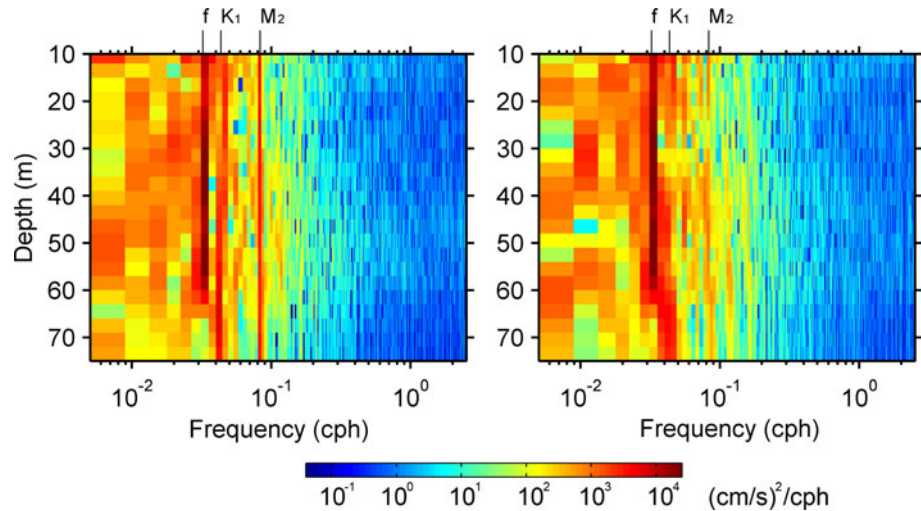 f K₁ M₂ f K₁ M₂
10 10
20 20
30 30
40 40
50 50
60 60
70 70
Depth (m)
10⁻² 10⁻¹ 10⁰ 10⁻² 10⁻¹ 10⁰
Frequency (cph) Frequency (cph)
10⁻¹ 10⁰ 10¹ 10² 10³ 10⁴ (cm/s)²/cph